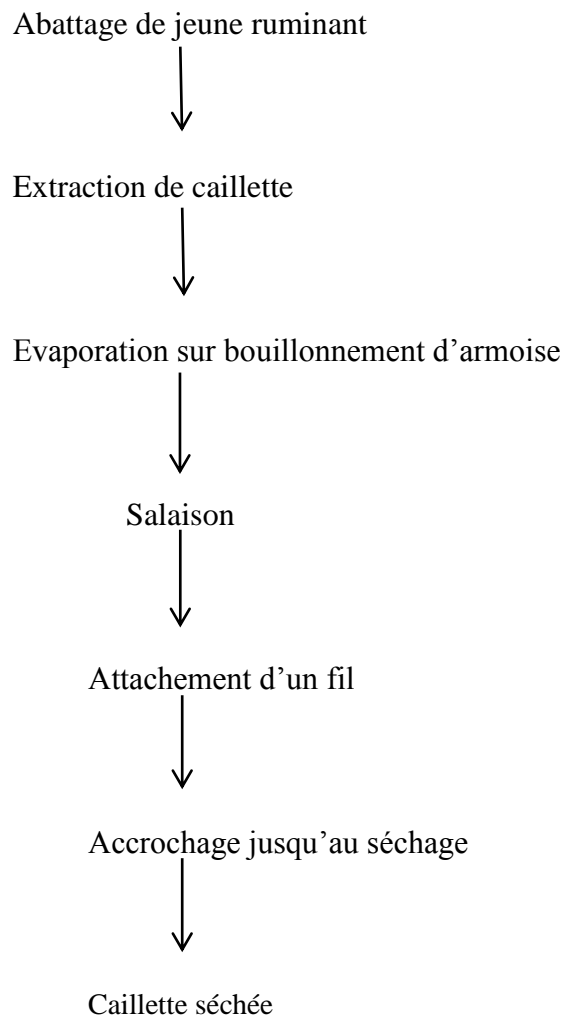 Abattage de jeune ruminant
Extraction de caillette
Evaporation sur bouillonnement d’armoise
Salaison
Attachement d’un fil
Accrochage jusqu’au séchage
Caillette séchée